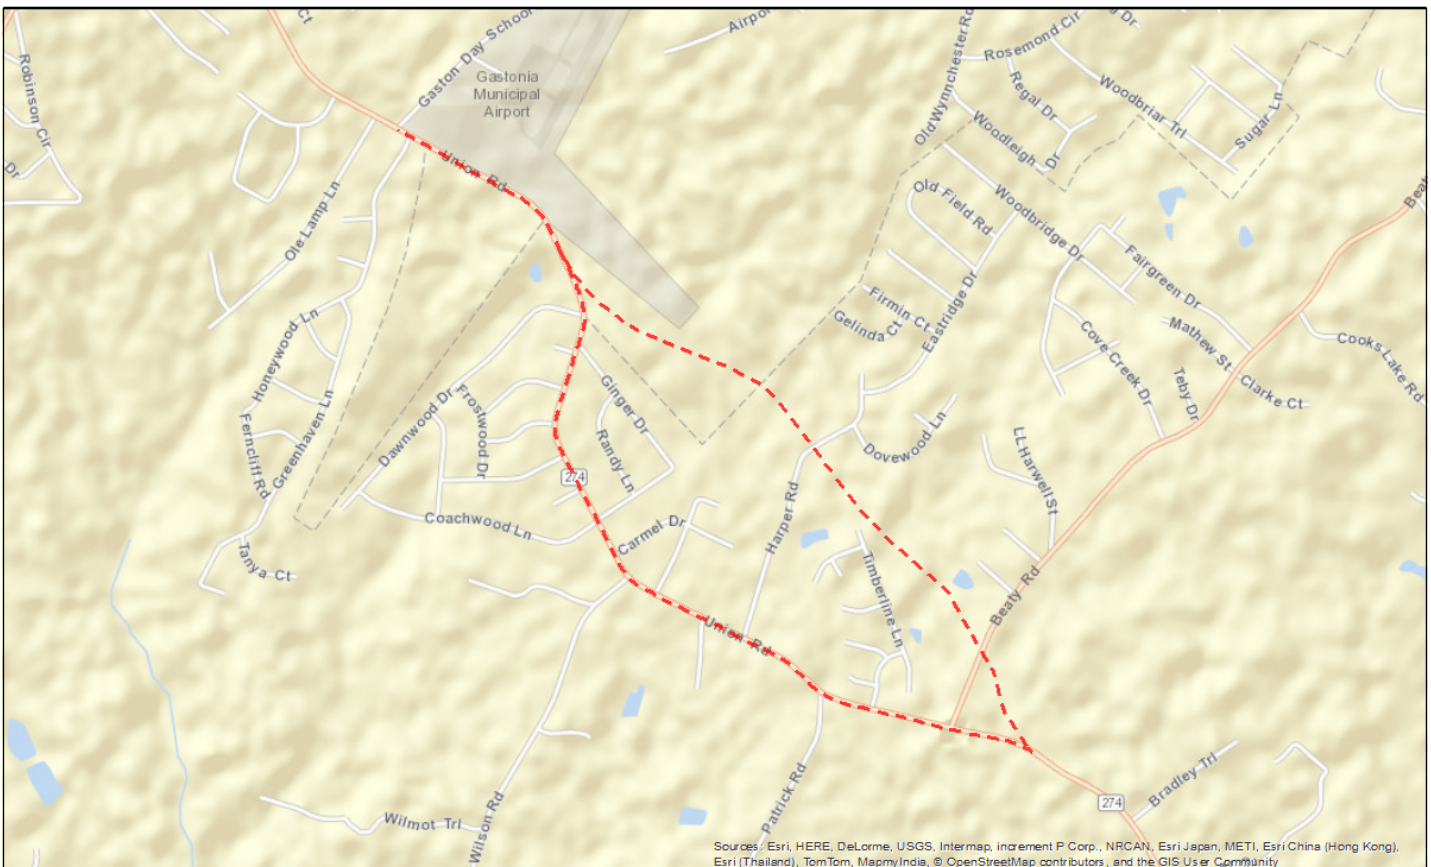 Ct
Gaston Day School
Airpor
Old Wynnchester Rd
Rosemond Cir
g Dr
Robinson Cir
Gastonia
Municipal
Airport
Regal Dr
Woodbriar Trl
Sugar Ln
Woodleigh Dr
Dr
Union Rd
Ole Lamp Ln
Old Field Rd
Woodbridge Dr
Beat
Fairgreen Dr
Firmin Ct
Gelinda Ct
Eastridge Dr
Honeywood Ln
Cove Creek Dr
Mathew St
Cooks Lake Rd
Teby Dr
Clarke Ct
Ginger Dr
Dawnwood Dr
Frostwood Dr
Randy Ln
Ferncliff Rd
Greenhaven Ln
Dovewood Ln
LL Harwell St
274
Coachwood Ln
Carmel Dr
Harper Rd
Tanya Ct
Timberline Ln
Beaty Rd
Union Rd
Wilson Rd
Wilmot Trl
Patrick Rd
274
Bradley Trl
Sources: Esri, HERE, DeLorme, USGS, Intermap, increment P Corp., NRCAN, Esri Japan, METI, Esri China (Hong Kong),
Esri (Thailand), TomTom, MapmyIndia, © OpenStreetMap contributors, and the GIS User Community